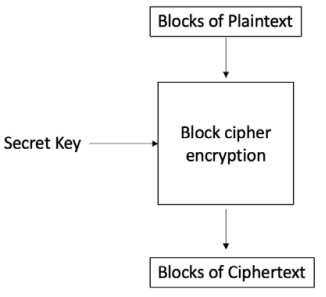 Blocks of Plaintext
Secret Key
Block cipher
encryption
Blocks of Ciphertext